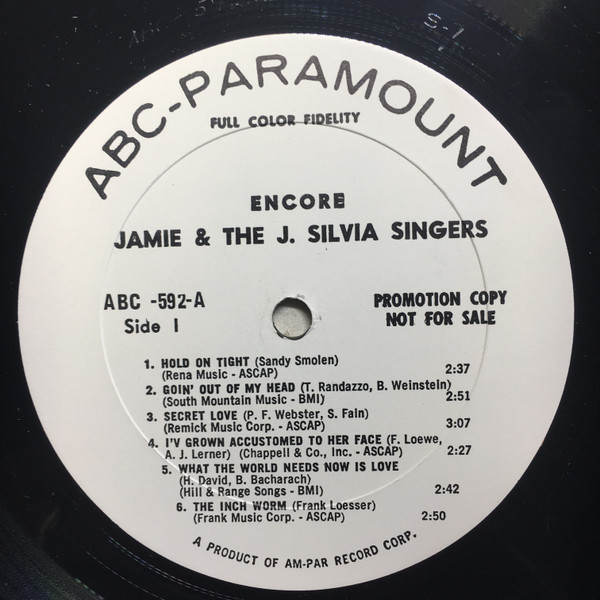 S-1
ABC-PARAMOUNT
FULL COLOR FIDELITY
ENCORE
JAMIE & THE J. SILVIA SINGERS
ABC -592-A
Side I
PROMOTION COPY
NOT FOR SALE
1. HOLD ON TIGHT (Sandy Smolen)
(Rena Music - ASCAP) 2:37
2. GOIN' OUT OF MY HEAD (T. Randazzo, B. Weinstein)
(South Mountain Music - BMI) 2:51
3. SECRET LOVE (P. F. Webster, S. Fain)
(Remick Music Corp. - ASCAP) 3:07
4. I'V GROWN ACCUSTOMED TO HER FACE (F. Loewe,
A. J. Lerner) (Chappell & Co., Inc. - ASCAP) 2:27
5. WHAT THE WORLD NEEDS NOW IS LOVE
(H. David, B. Bacharach)
(Hill & Range Songs - BMI) 2:42
6. THE INCH WORM (Frank Loesser)
(Frank Music Corp. - ASCAP) 2:50
A PRODUCT OF AM-PAR RECORD CORP.